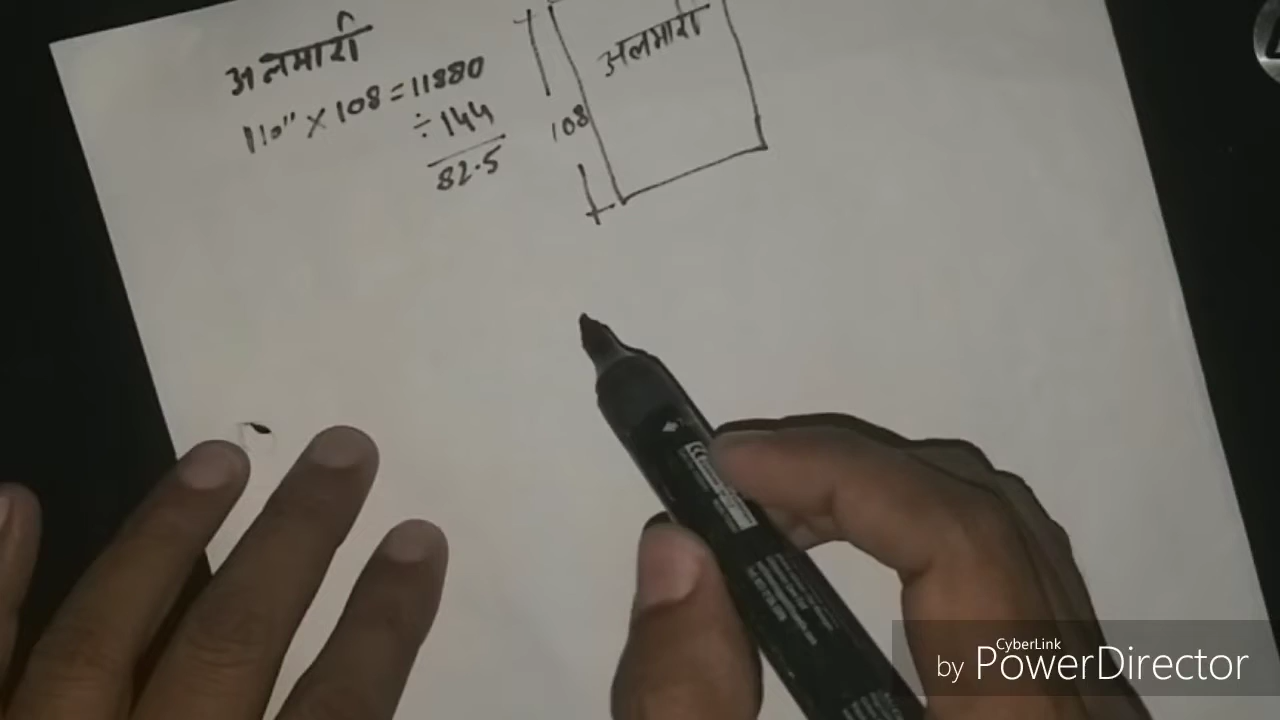 अलमारी
110" × 108 = 11880
÷ 144
82.5
अलमारी
108
CyberLink
by PowerDirector